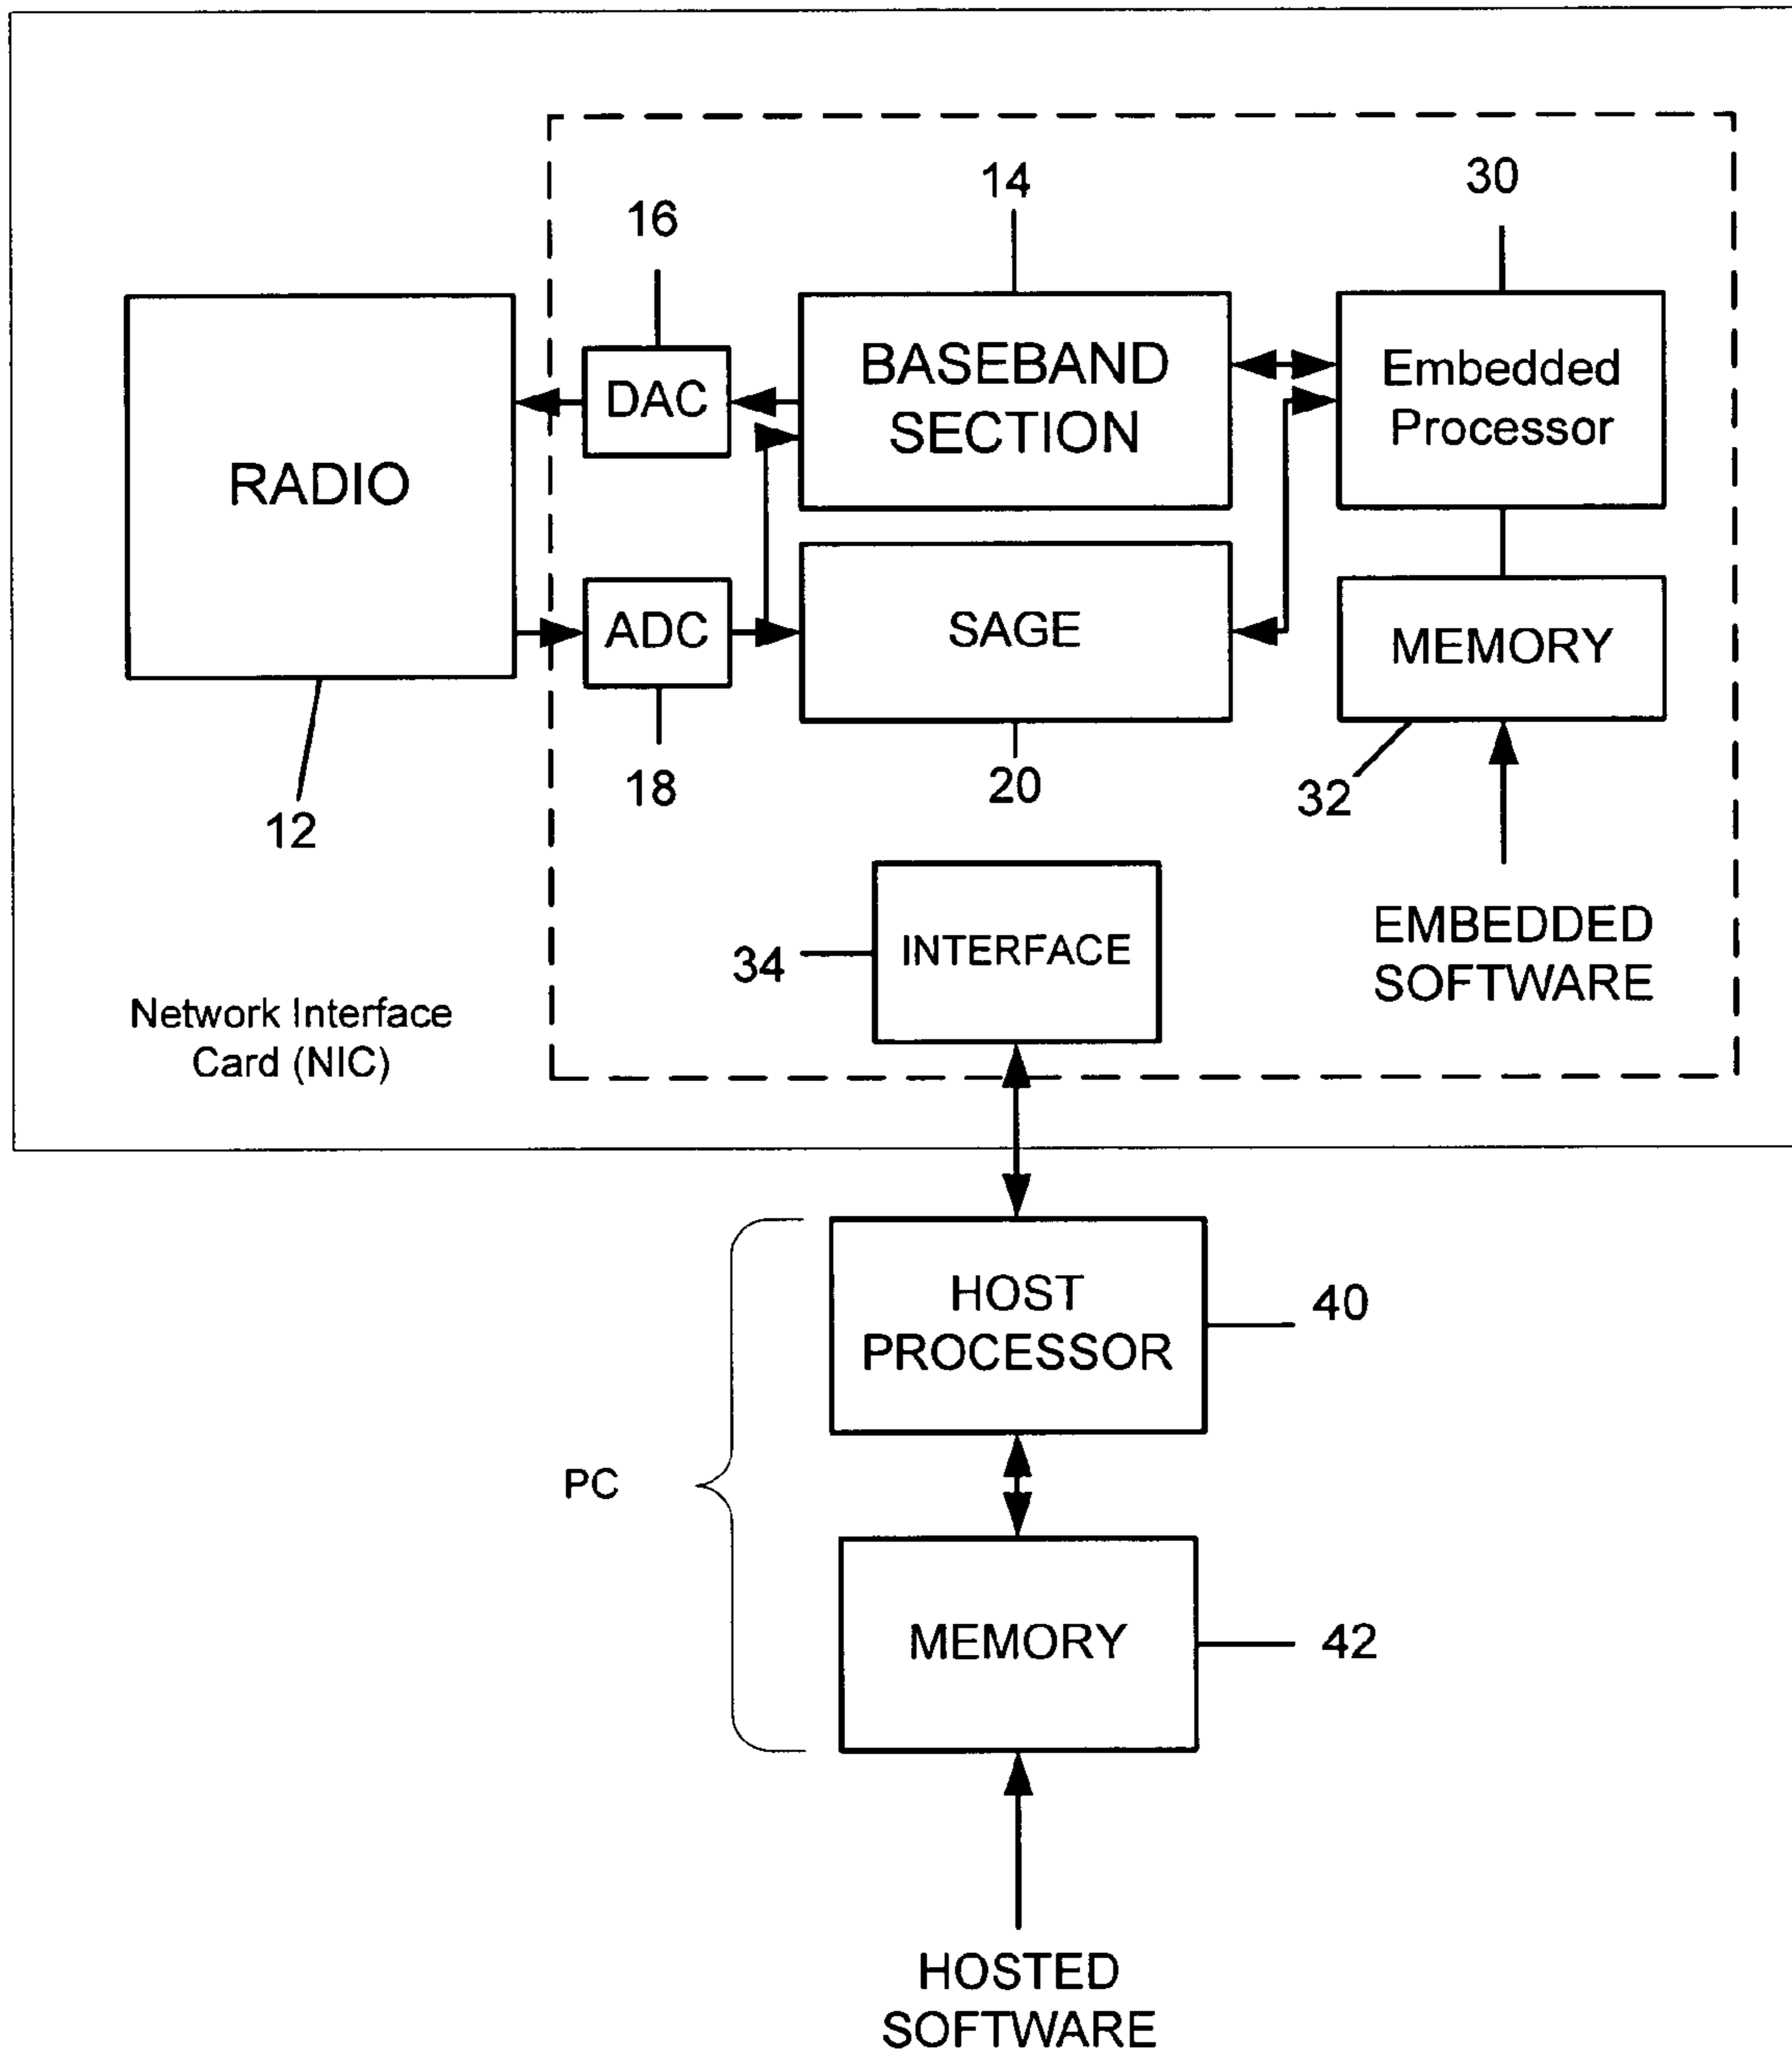 14
30
16
BASEBAND
SECTION
Embedded
Processor
DAC
RADIO
ADC
SAGE
MEMORY
18
20
32
12
INTERFACE
34
EMBEDDED
SOFTWARE
Network Interface
Card (NIC)
HOST
PROCESSOR
40
PC
MEMORY
42
HOSTED
SOFTWARE